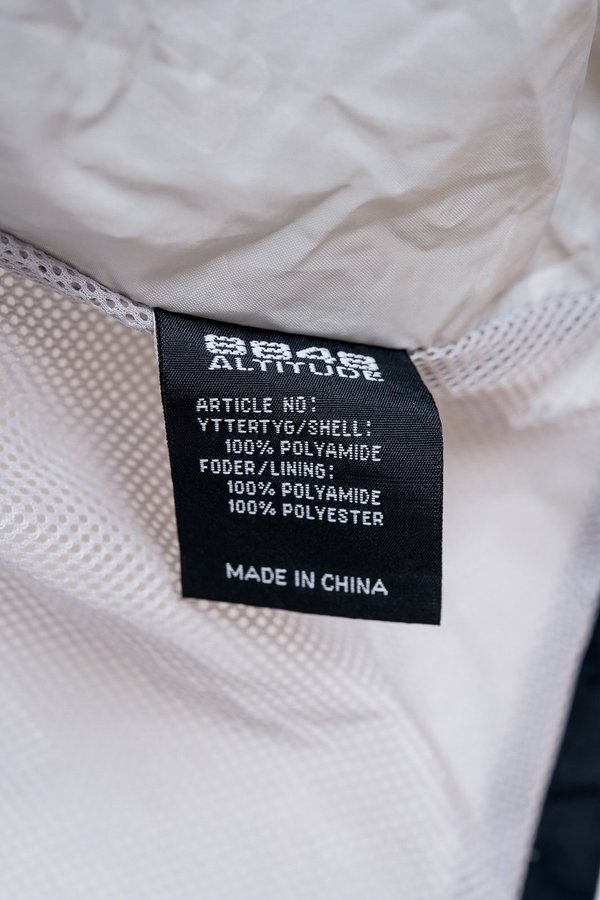 8848
ALTITUDE
ARTICLE NO:
YTTERTYG/SHELL:
100% POLYAMIDE
FODER/LINING:
100% POLYAMIDE
100% POLYESTER
MADE IN CHINA